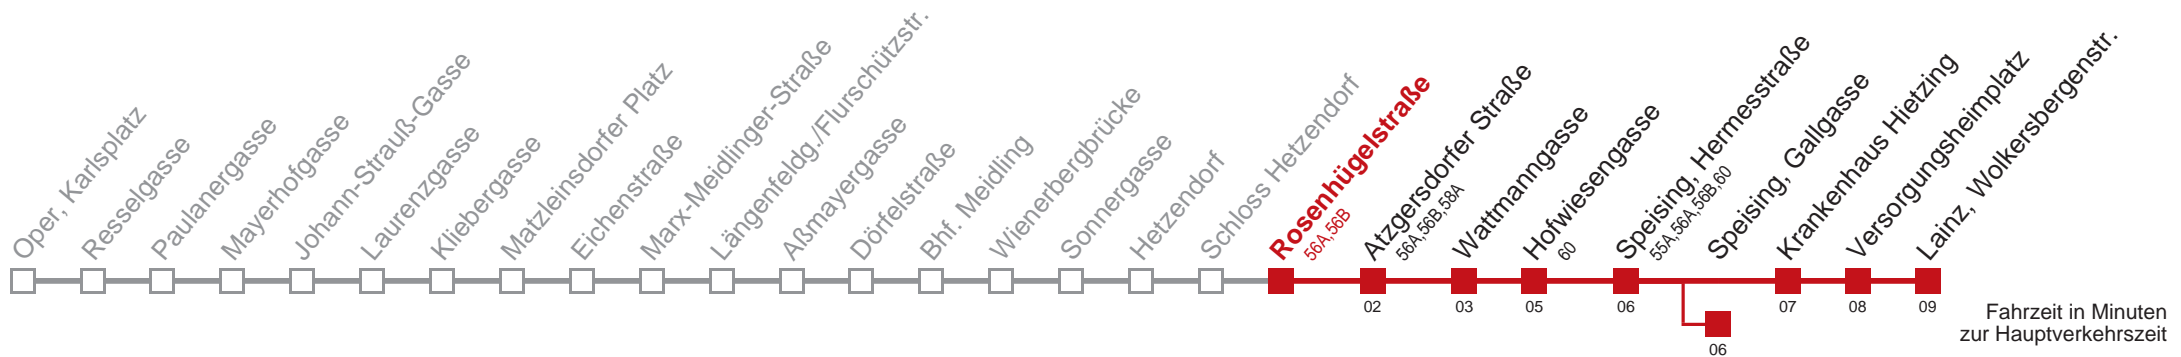 Oper, Karlsplatz
Resselgasse
Paulanergasse
Mayerhofgasse
Johann-Strauß-Gasse
Laurenzgasse
Kliebergasse
Matzleinsdorfer Platz
Eichenstraße
Marx-Meidlinger-Straße
Längenfeldg./Flurschützstr.
Aßmayergasse
Dörfelstraße
Bhf. Meidling
Wienerbergbrücke
Sonnergasse
Hetzendorf
Schloss Hetzendorf
Rosenhügelstraße
56A,56B
Atzgersdorfer Straße
56A,56B,58A
Wattmanngasse
Hofwiesengasse
60
Speising, Hermesstraße
55A,56A,56B,60
Speising, Gallgasse
Krankenhaus Hietzing
Versorgungsheimplatz
Lainz, Wolkersbergenstr.
02
03
05
06
07
08
09
06
Fahrzeit in Minuten
zur Hauptverkehrszeit